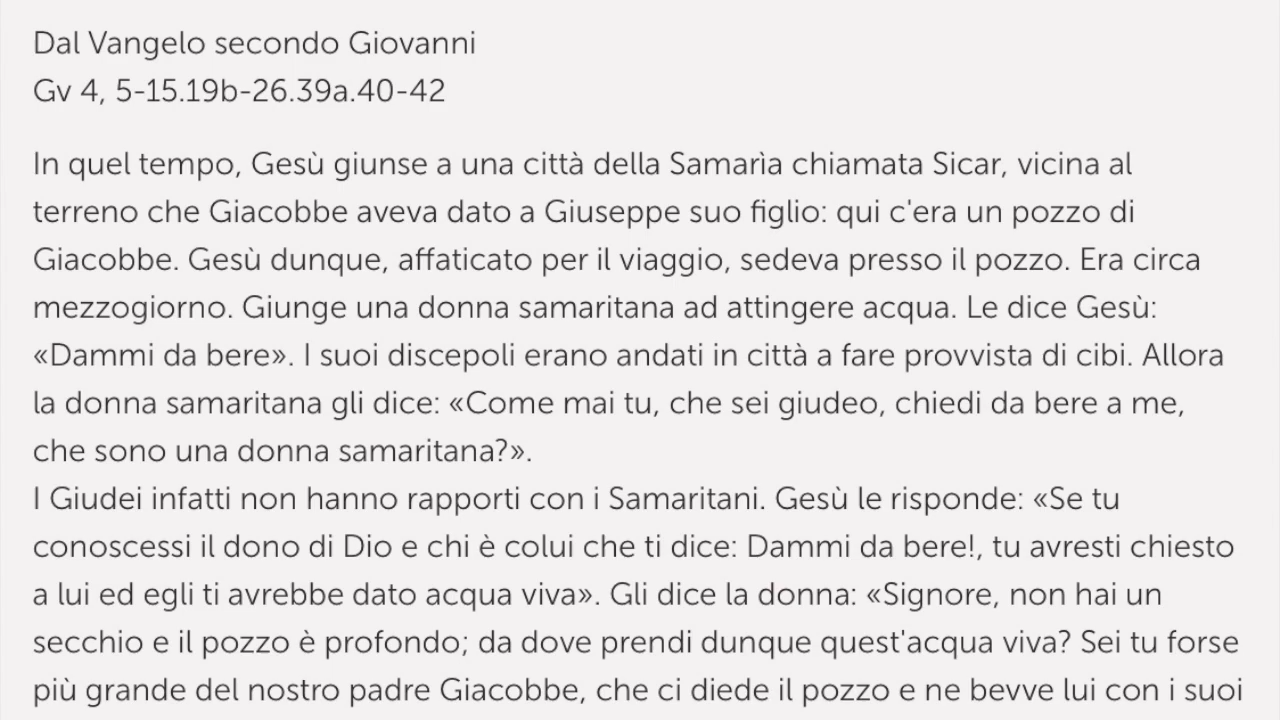 Dal Vangelo secondo Giovanni
Gv 4, 5-15.19b-26.39a.40-42
In quel tempo, Gesù giunse a una città della Samarìa chiamata Sicar, vicina al
terreno che Giacobbe aveva dato a Giuseppe suo figlio: qui c'era un pozzo di
Giacobbe. Gesù dunque, affaticato per il viaggio, sedeva presso il pozzo. Era circa
mezzogiorno. Giunge una donna samaritana ad attingere acqua. Le dice Gesù:
«Dammi da bere». I suoi discepoli erano andati in città a fare provvista di cibi. Allora
la donna samaritana gli dice: «Come mai tu, che sei giudeo, chiedi da bere a me,
che sono una donna samaritana?».
I Giudei infatti non hanno rapporti con i Samaritani. Gesù le risponde: «Se tu
conoscessi il dono di Dio e chi è colui che ti dice: Dammi da bere!, tu avresti chiesto
a lui ed egli ti avrebbe dato acqua viva». Gli dice la donna: «Signore, non hai un
secchio e il pozzo è profondo; da dove prendi dunque quest'acqua viva? Sei tu forse
più grande del nostro padre Giacobbe, che ci diede il pozzo e ne bevve lui con i suoi